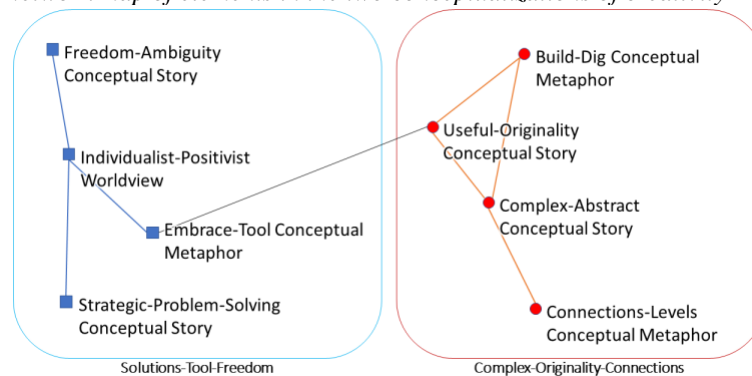 Freedom-Ambiguity
Conceptual Story
Individualist-Positivist
Worldview
Embrace-Tool Conceptual
Metaphor
Strategic-Problem-Solving
Conceptual Story
Solutions-Tool-Freedom
Build-Dig Conceptual
Metaphor
Useful-Originality
Conceptual Story
Complex-Abstract
Conceptual Story
Connections-Levels
Conceptual Metaphor
Complex-Originality-Connections